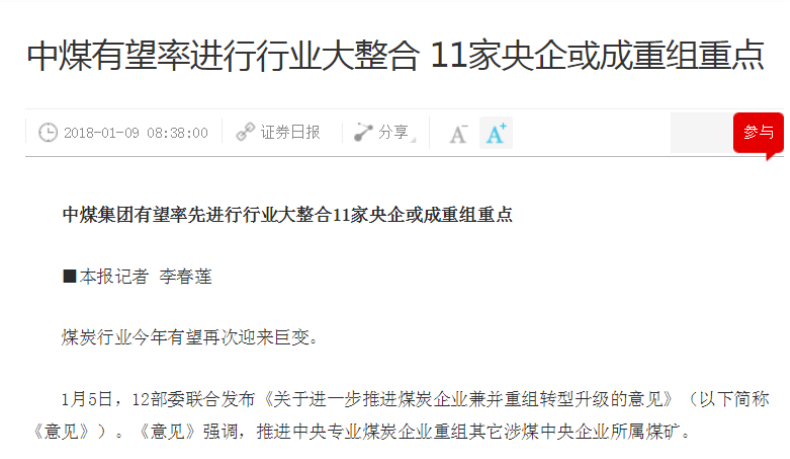 中煤有望率进行行业大整合 11家央企或成重组重点
2018-01-09 08:38:00 证券日报 分享 A- A+ 参与
中煤集团有望率先进行行业大整合11家央企或成重组重点
■本报记者 李春莲
煤炭行业今年有望再次迎来巨变。
1月5日，12部委联合发布《关于进一步推进煤炭企业兼并重组转型升级的意见》（以下简称
《意见》）。《意见》强调，推进中央专业煤炭企业重组其它涉煤中央企业所属煤矿。